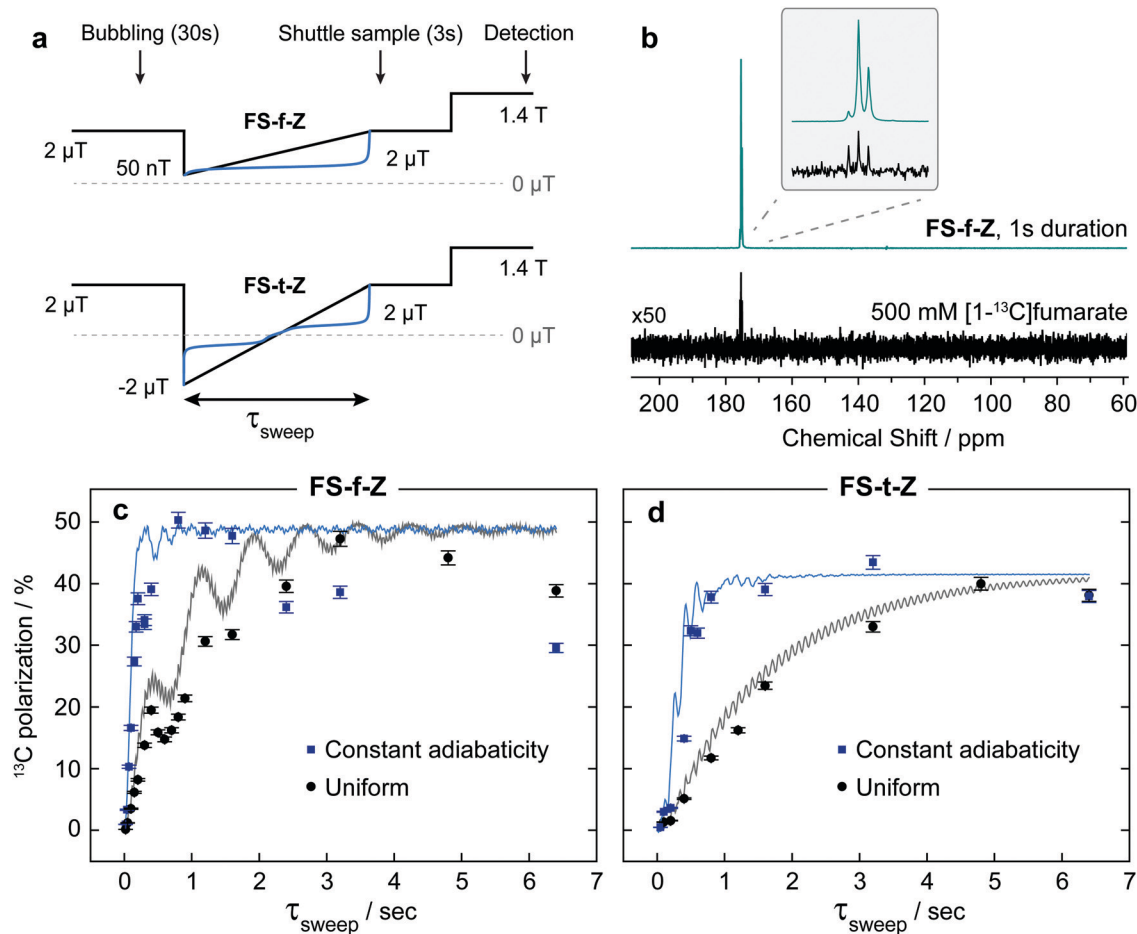 a
Bubbling (30s)
Shuttle sample (3s)
Detection
FS-f-Z
1.4 T
2 µT
50 nT
2 µT
0 µT
FS-t-Z
1.4 T
2 µT
2 µT
0 µT
-2 µT
τsweep
b
FS-f-Z, 1s duration
x50
500 mM [1-¹³C]fumarate
200 180 160 140 120 100 80 60
Chemical Shift / ppm
FS-f-Z
c
50
40
30
20
10
0
¹³C polarization / %
Constant adiabaticity
Uniform
0 1 2 3 4 5 6 7
τsweep / sec
FS-t-Z
d
Constant adiabaticity
Uniform
0 1 2 3 4 5 6 7
τsweep / sec